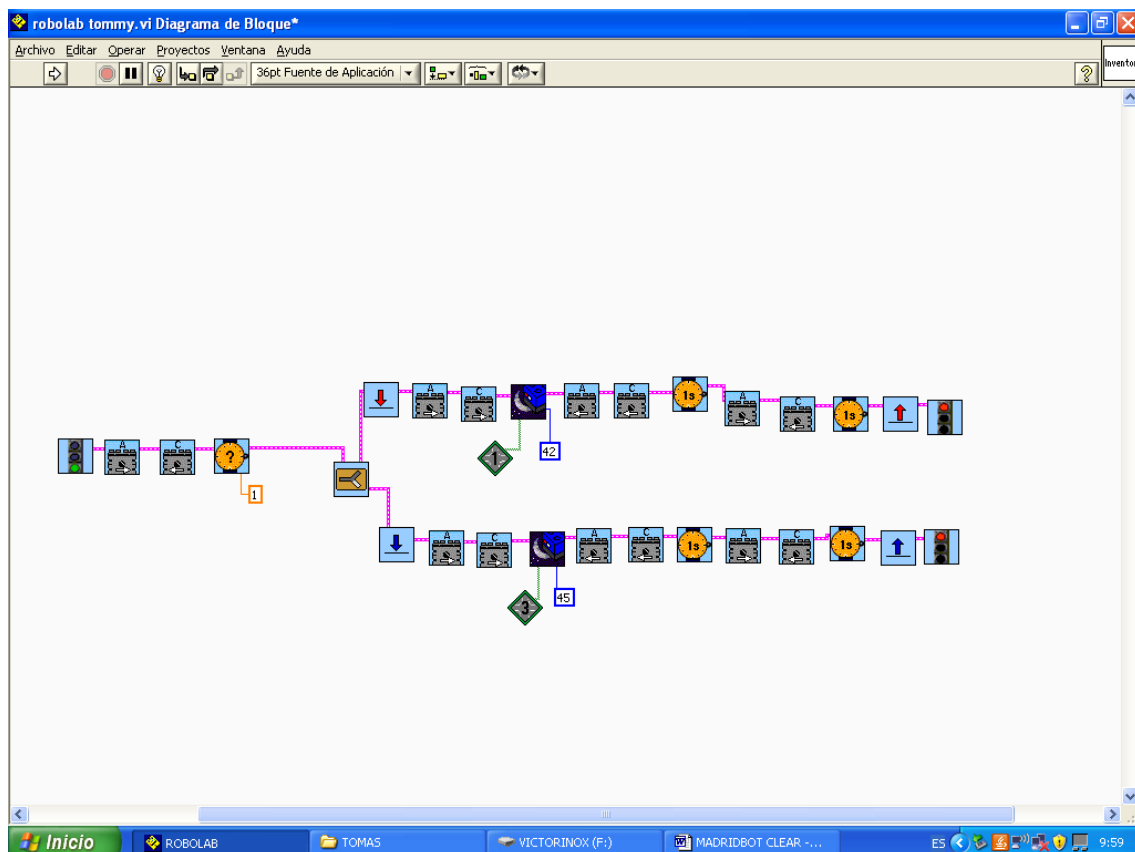 robolab tommy.vi Diagrama de Bloque*
Archivo Editar Operar Proyectos Ventana Ayuda
36pt Fuente de Aplicación
?
Inventor
A C 1s A C 1s
A C
42
1
A C ?
1
A C A C 1s A C 1s
45
3
Inicio ROBOLAB TOMAS VICTORINOX (F:) MADRIDBOT CLEAR -... ES 9:59